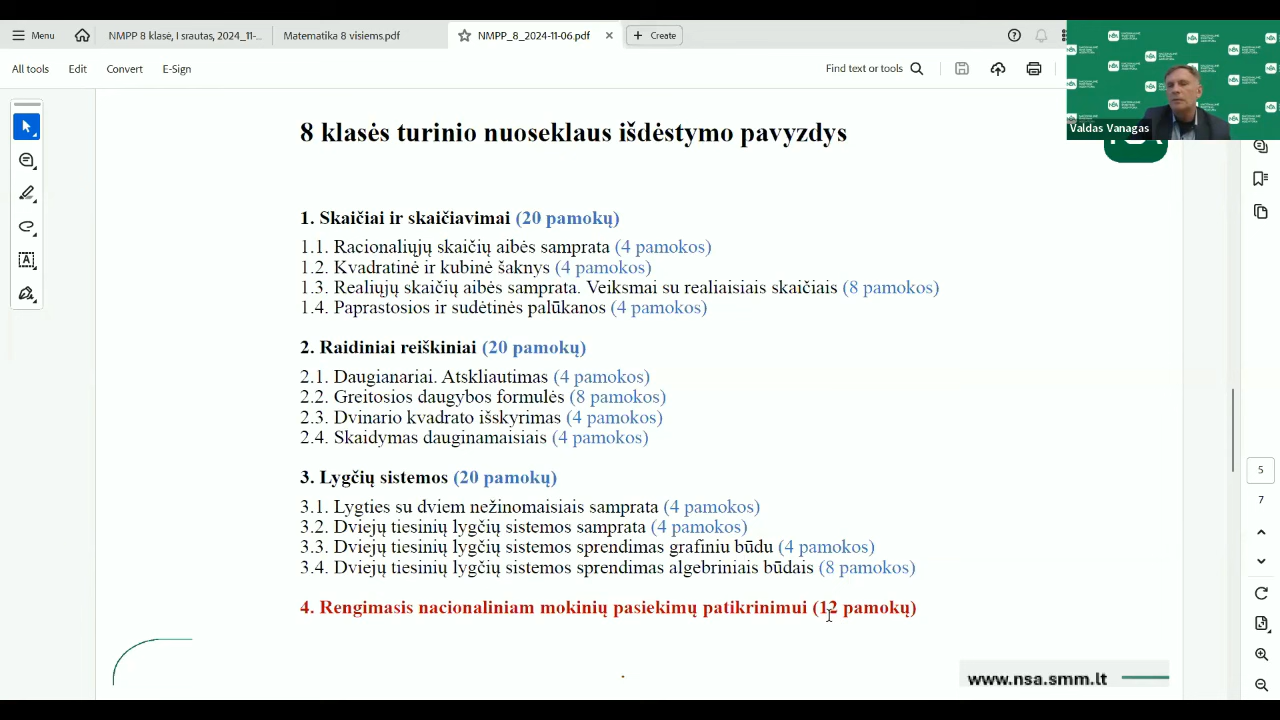 Menu
NMPP 8 klasė, I srautas, 2024_11-...
Matematika 8 visiems.pdf
NMPP_8_2024-11-06.pdf
Create
All tools
Edit
Convert
E-Sign
Find text or tools
Valdas Vanagas
8 klasės turinio nuoseklaus išdėstymo pavyzdys
1. Skaičiai ir skaičiavimai (20 pamokų)
1.1. Racionaliųjų skaičių aibės samprata (4 pamokos)
1.2. Kvadratinė ir kubinė šaknys (4 pamokos)
1.3. Realiųjų skaičių aibės samprata. Veiksmai su realiaisiais skaičiais (8 pamokos)
1.4. Paprastosios ir sudėtinės palūkanos (4 pamokos)
2. Raidiniai reiškiniai (20 pamokų)
2.1. Daugianariai. Atskliautimas (4 pamokos)
2.2. Greitosios daugybos formulės (8 pamokos)
2.3. Dvinario kvadrato išskyrimas (4 pamokos)
2.4. Skaidymas dauginamaisiais (4 pamokos)
3. Lygčių sistemos (20 pamokų)
3.1. Lygties su dviem nežinomaisiais samprata (4 pamokos)
3.2. Dviejų tiesinių lygčių sistemos samprata (4 pamokos)
3.3. Dviejų tiesinių lygčių sistemos sprendimas grafiniu būdu (4 pamokos)
3.4. Dviejų tiesinių lygčių sistemos sprendimas algebriniais būdais (8 pamokos)
4. Rengimasis nacionaliniam mokinių pasiekimų patikrinimui (12 pamokų)
5
7
www.nsa.smm.lt